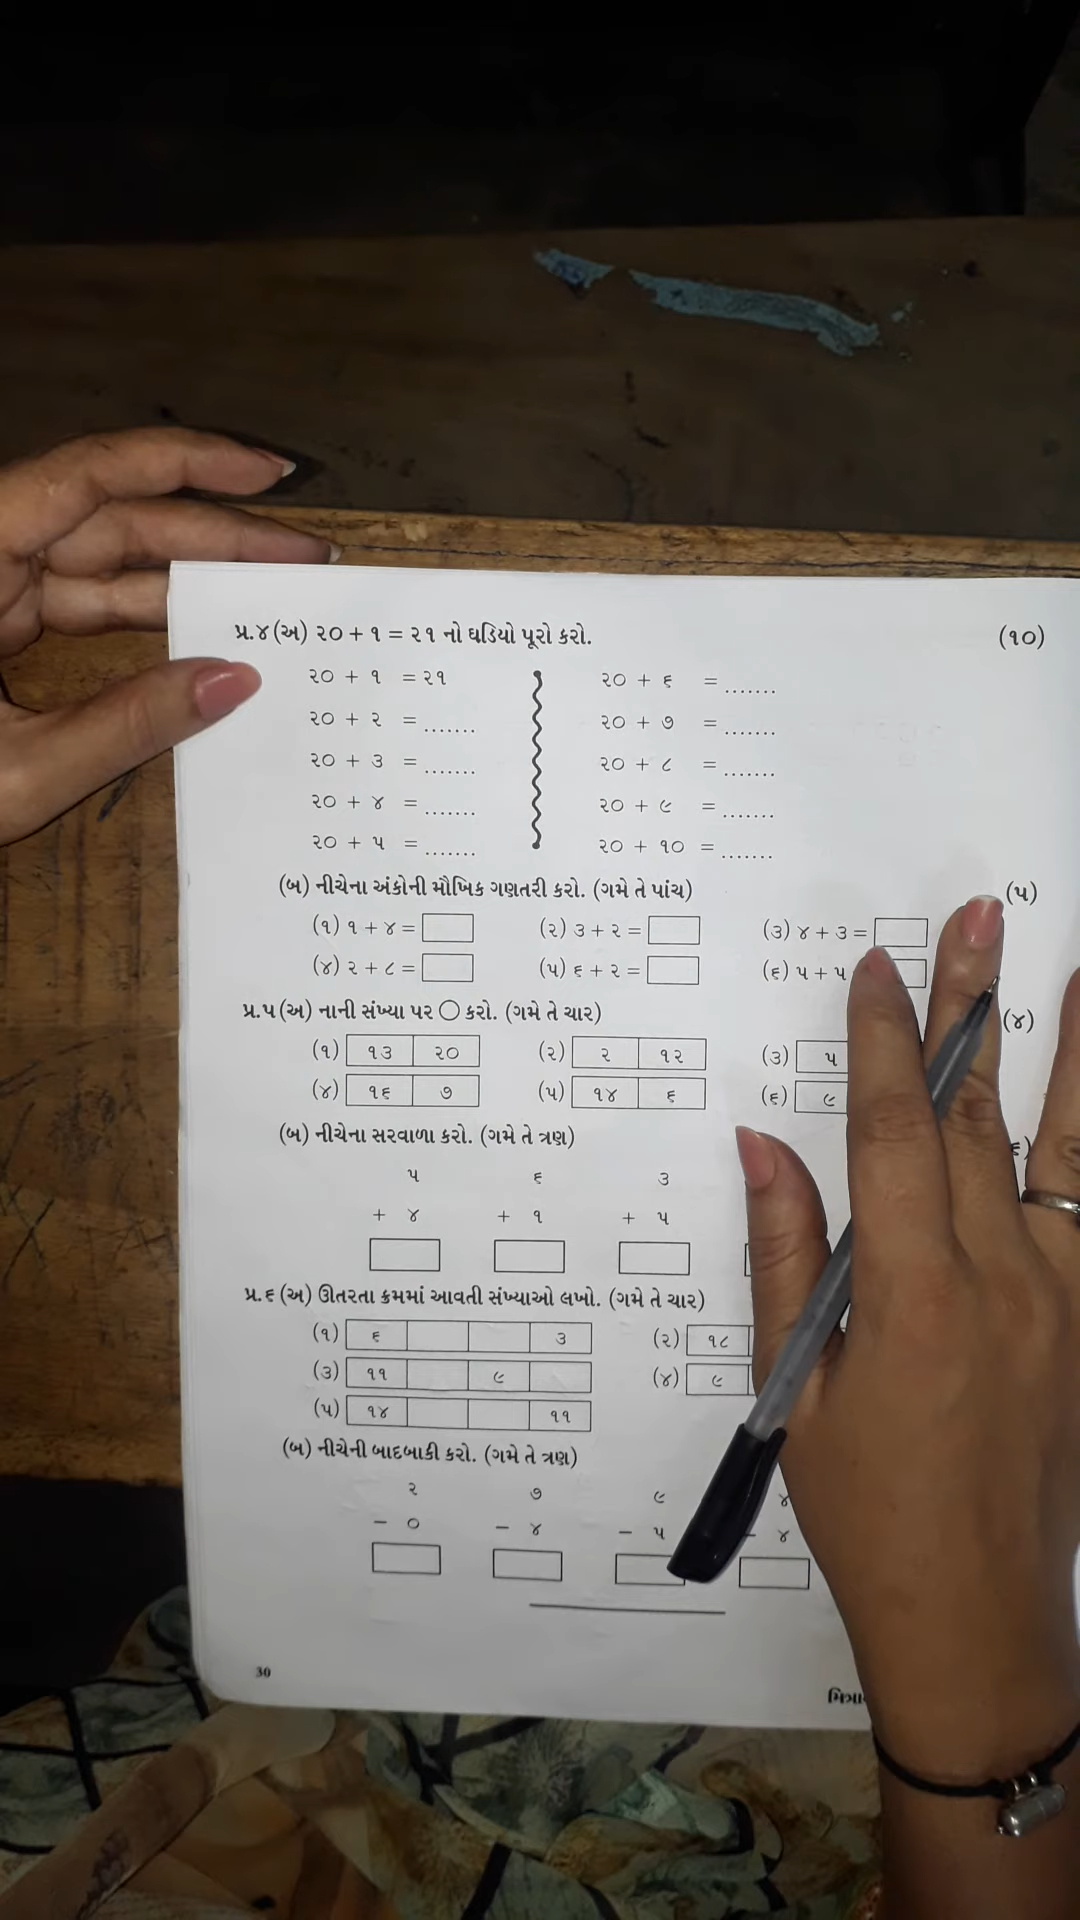 પ્ર.૪ (અ) ૨૦ + ૧ = ૨૧ નો ઘડિયો પૂરો કરો. (૧૦)
૨૦ + ૧ = ૨૧ ૨૦ + ૬ = .......
૨૦ + ૨ = ....... ૨૦ + ૭ = .......
૨૦ + ૩ = ....... ૨૦ + ૮ = .......
૨૦ + ૪ = ....... ૨૦ + ૯ = .......
૨૦ + ૫ = ....... ૨૦ + ૧૦ = .......
(બ) નીચેના અંકોની મૌખિક ગણતરી કરો. (ગમે તે પાંચ) (૫)
(૧) ૧ + ૪ = (૨) ૩ + ૨ = (૩) ૪ + ૩ =
(૪) ૨ + ૮ = (૫) ૬ + ૨ = (૬) ૫ + ૫
પ્ર.૫ (અ) નાની સંખ્યા પર ◯ કરો. (ગમે તે ચાર) (૪)
(૧) ૧૩ ૨૦ (૨) ૨ ૧૨ (૩) ૫
(૪) ૧૬ ૭ (૫) ૧૪ ૬ (૬) ૯
(બ) નીચેના સરવાળા કરો. (ગમે તે ત્રણ)
૫ ૬ ૩
+ ૪ + ૧ + ૫
પ્ર.૬ (અ) ઊતરતા ક્રમમાં આવતી સંખ્યાઓ લખો. (ગમે તે ચાર)
(૧) ૬ ૩ (૨) ૧૮
(૩) ૧૧ ૯ (૪) ૯
(૫) ૧૪ ૧૧
(બ) નીચેની બાદબાકી કરો. (ગમે તે ત્રણ)
૨ ૭ ૯ ૪
- ૦ - ૪ - ૫ - ૪
30